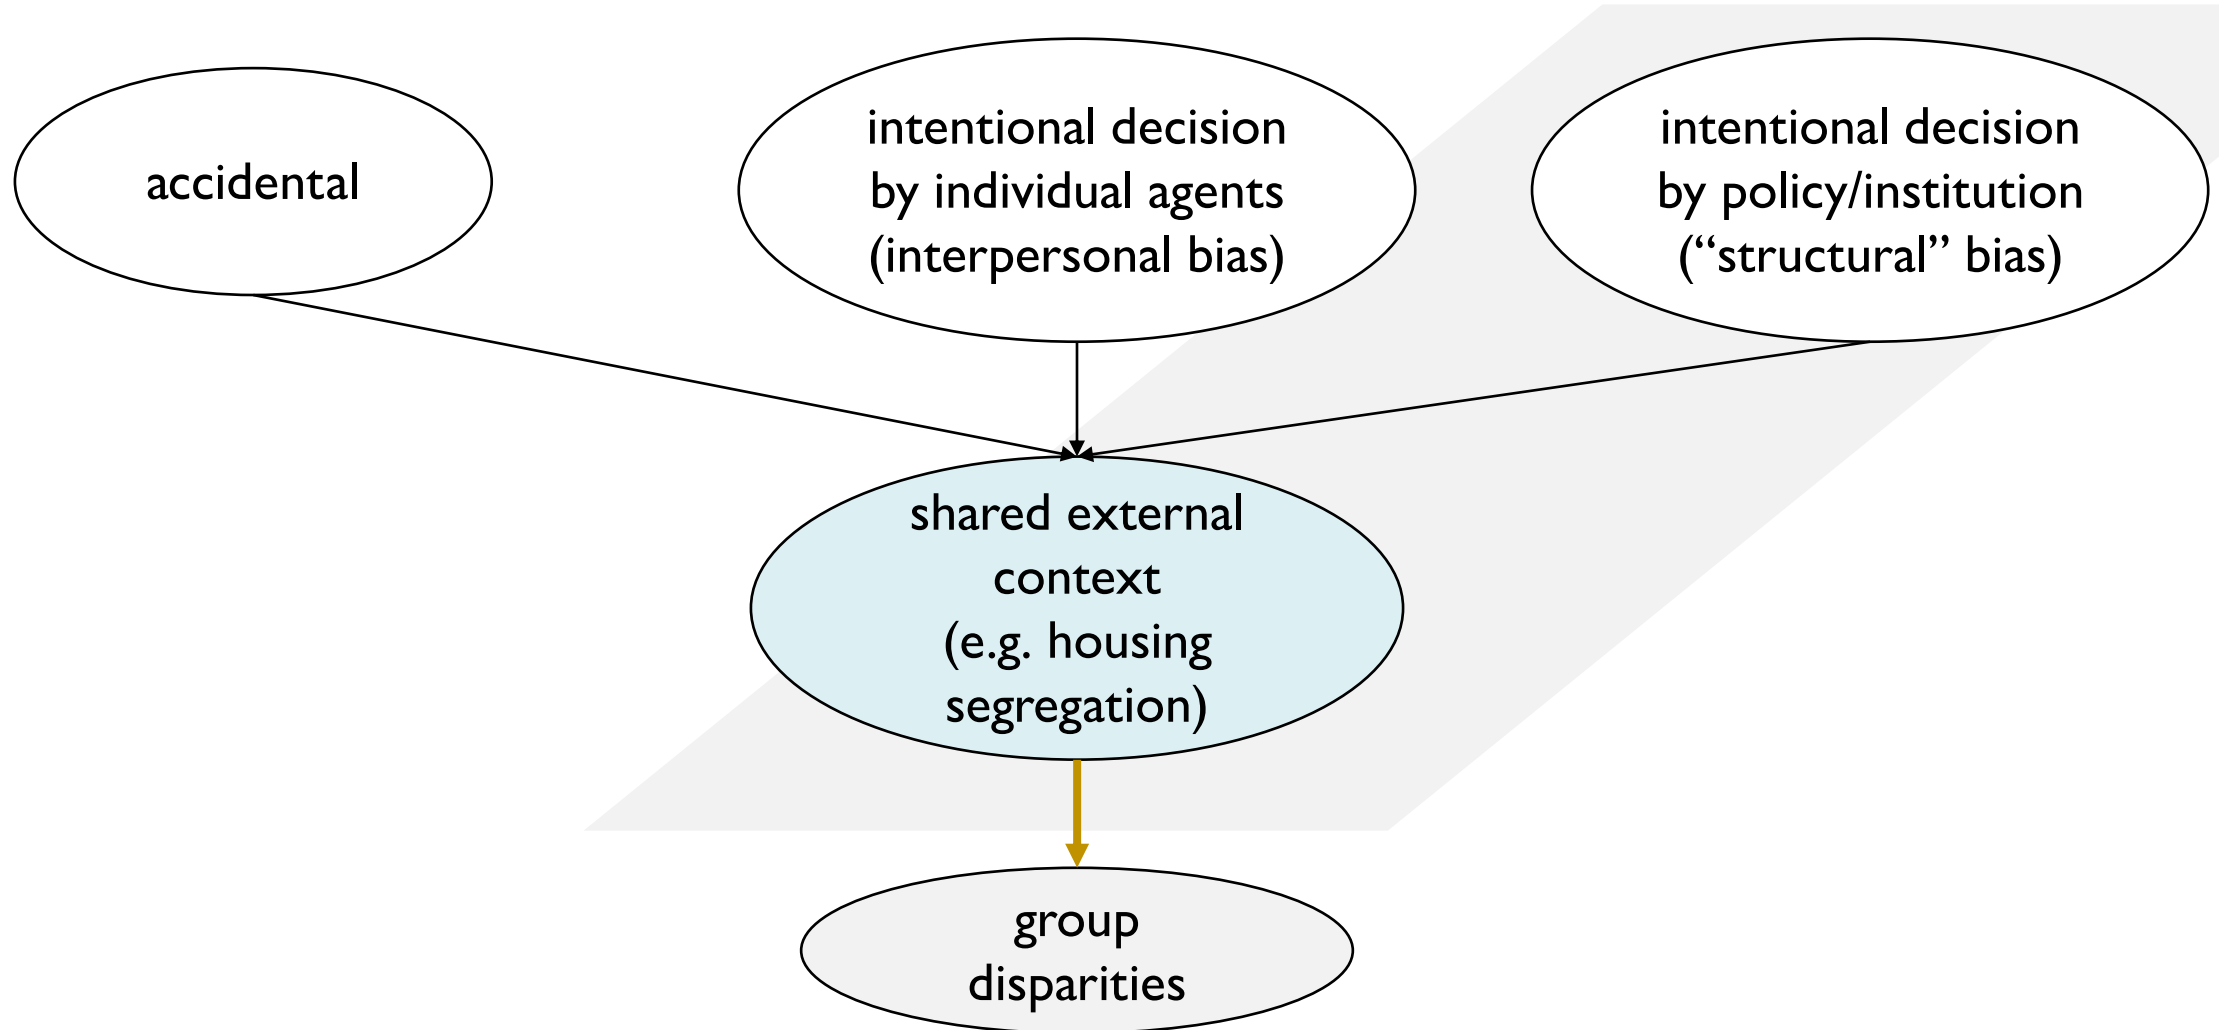 accidental
intentional decision
by individual agents
(interpersonal bias)
intentional decision
by policy/institution
(“structural” bias)
shared external
context
(e.g. housing
segregation)
group
disparities